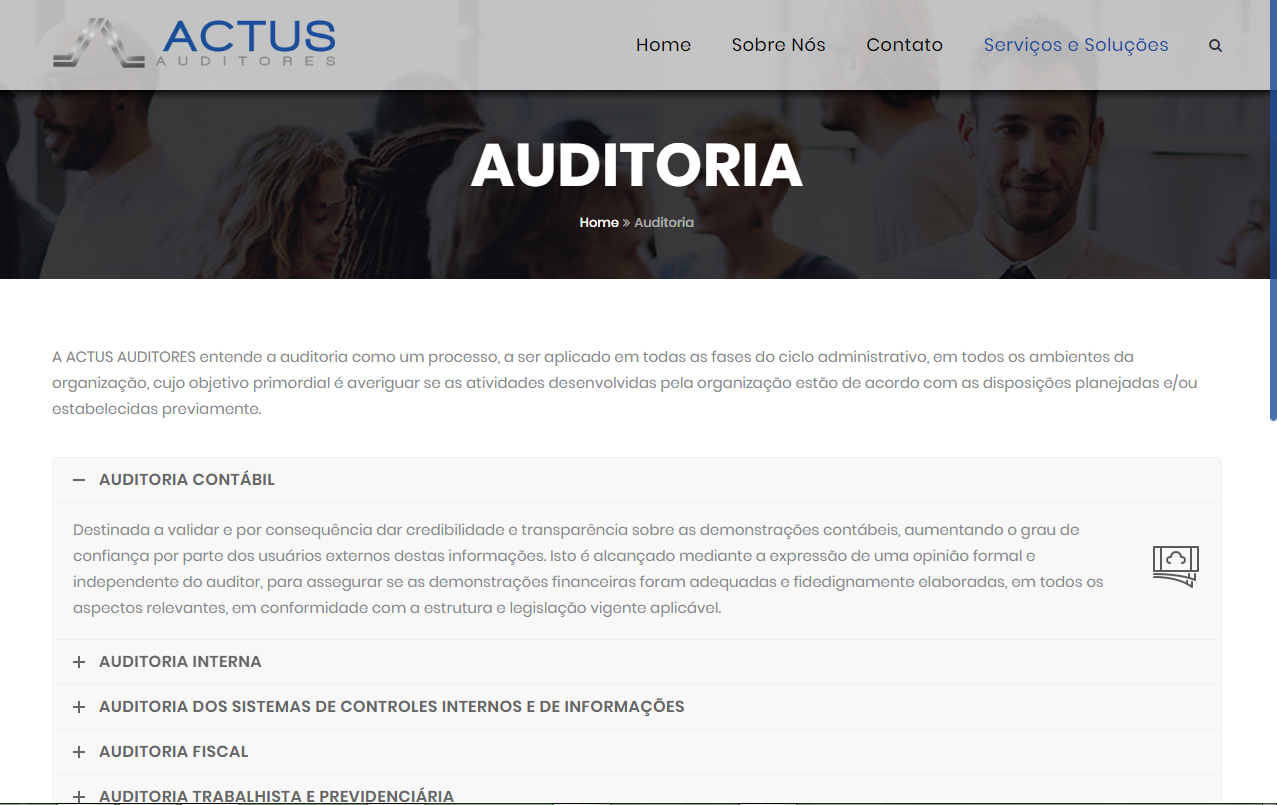 ACTUS
AUDITORES
Home Sobre Nós Contato Serviços e Soluções
AUDITORIA
Home » Auditoria
A ACTUS AUDITORES entende a auditoria como um processo, a ser aplicado em todas as fases do ciclo administrativo, em todos os ambientes da
organização, cujo objetivo primordial é averiguar se as atividades desenvolvidas pela organização estão de acordo com as disposições planejadas e/ou
estabelecidas previamente.
AUDITORIA CONTÁBIL
Destinada a validar e por consequência dar credibilidade e transparência sobre as demonstrações contábeis, aumentando o grau de
confiança por parte dos usuários externos destas informações. Isto é alcançado mediante a expressão de uma opinião formal e
independente do auditor, para assegurar se as demonstrações financeiras foram adequadas e fidedignamente elaboradas, em todos os
aspectos relevantes, em conformidade com a estrutura e legislação vigente aplicável.
AUDITORIA INTERNA
AUDITORIA DOS SISTEMAS DE CONTROLES INTERNOS E DE INFORMAÇÕES
AUDITORIA FISCAL
AUDITORIA TRABALHISTA E PREVIDENCIÁRIA